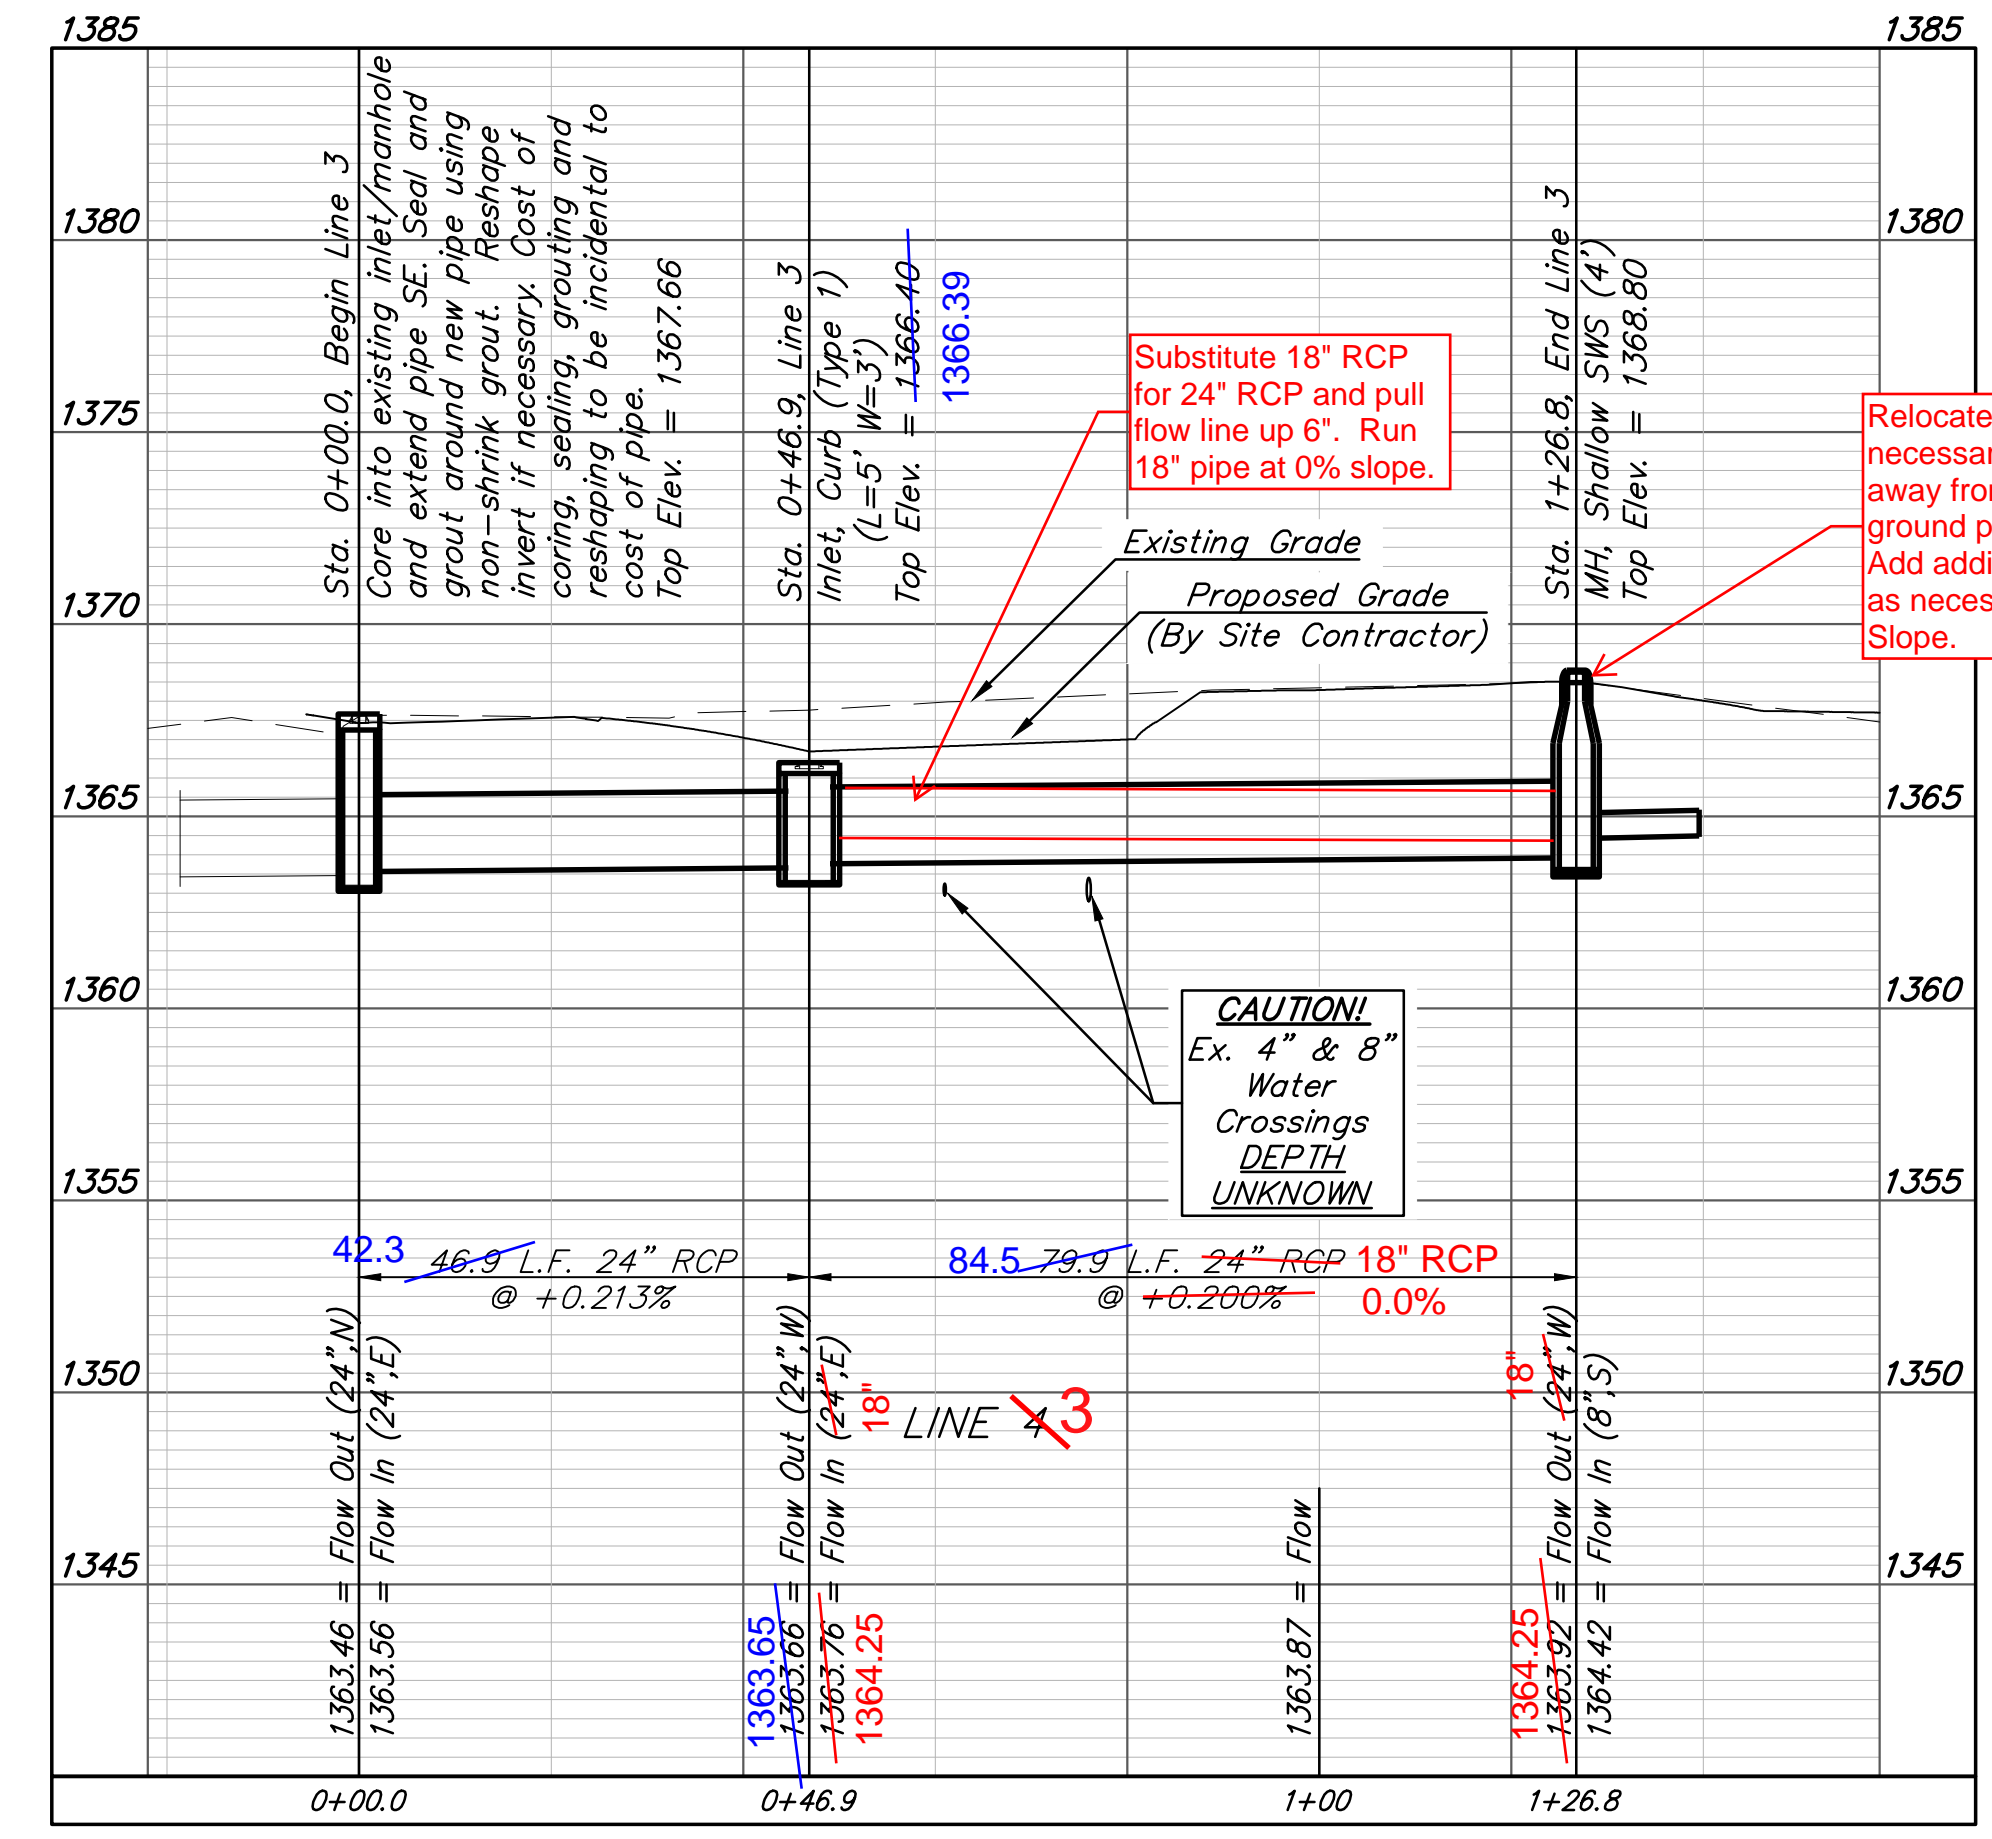 1385
1385
Sta. 0+00.0, Begin Line 3
Core into existing inlet/manhole
and extend pipe SE. Seal and
grout around new pipe using
non-shrink grout. Reshape
invert if necessary. Cost of
coring, sealing, grouting and
reshaping to be incidental to
cost of pipe.
Top Elev. = 1367.66
Sta. 0+46.9, Line 3
Inlet, Curb (Type 1)
(L=5' W=3')
Top Elev. = 1366.40
1366.39
Sta. 1+26.8, End Line 3
MH, Shallow SWS (4')
Top Elev. = 1368.80
1380
1380
Substitute 18" RCP
for 24" RCP and pull
flow line up 6". Run
18" pipe at 0% slope.
1375
1375
Relocate
ground p
as neces
Slope.
Existing Grade
Proposed Grade
(By Site Contractor)
1370
1370
1365
1365
1360
1360
CAUTION!
Ex. 4" & 8"
Water
Crossings
DEPTH
UNKNOWN
1355
1355
42.3 46.9 L.F. 24" RCP
@ +0.213%
84.5 79.9 L.F. 24" RCP 18" RCP
@ +0.200% 0.0%
1350
1350
LINE 4 3
1345
1345
1363.46 = Flow Out (24",N)
1363.56 = Flow In (24",E)
1363.65
1363.66 = Flow Out (24",W)
1363.76 = Flow In (24",E)
18"
1364.25
1363.87 = Flow
18"
1364.25
1363.92 = Flow Out (24",W)
1364.42 = Flow In (8",S)
0+00.0
0+46.9
1+00
1+26.8